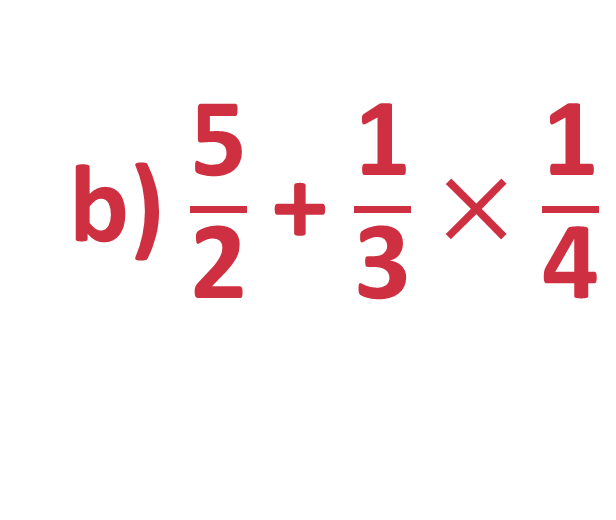 b) 5/2 + 1/3 × 1/4